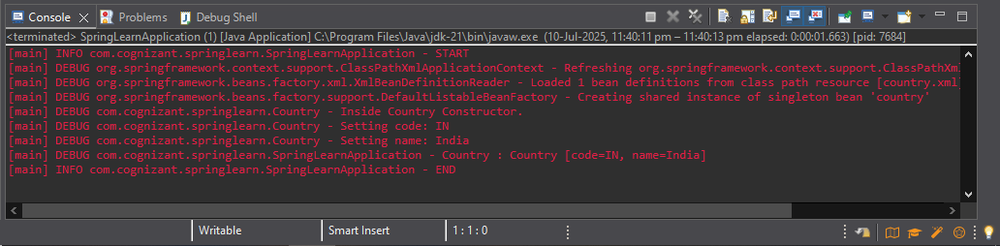 Console Problems Debug Shell
<terminated> SpringLearnApplication (1) [Java Application] C:\Program Files\Java\jdk-21\bin\javaw.exe (10-Jul-2025, 11:40:11 pm – 11:40:13 pm elapsed: 0:00:01.663) [pid: 7684]
[main] INFO com.cognizant.springlearn.SpringLearnApplication - START
[main] DEBUG org.springframework.context.support.ClassPathXmlApplicationContext - Refreshing org.springframework.context.support.ClassPathXm
[main] DEBUG org.springframework.beans.factory.xml.XmlBeanDefinitionReader - Loaded 1 bean definitions from class path resource [country.xml]
[main] DEBUG org.springframework.beans.factory.support.DefaultListableBeanFactory - Creating shared instance of singleton bean 'country'
[main] DEBUG com.cognizant.springlearn.Country - Inside Country Constructor.
[main] DEBUG com.cognizant.springlearn.Country - Setting code: IN
[main] DEBUG com.cognizant.springlearn.Country - Setting name: India
[main] DEBUG com.cognizant.springlearn.SpringLearnApplication - Country : Country [code=IN, name=India]
[main] INFO com.cognizant.springlearn.SpringLearnApplication - END
Writable Smart Insert 1 : 1 : 0